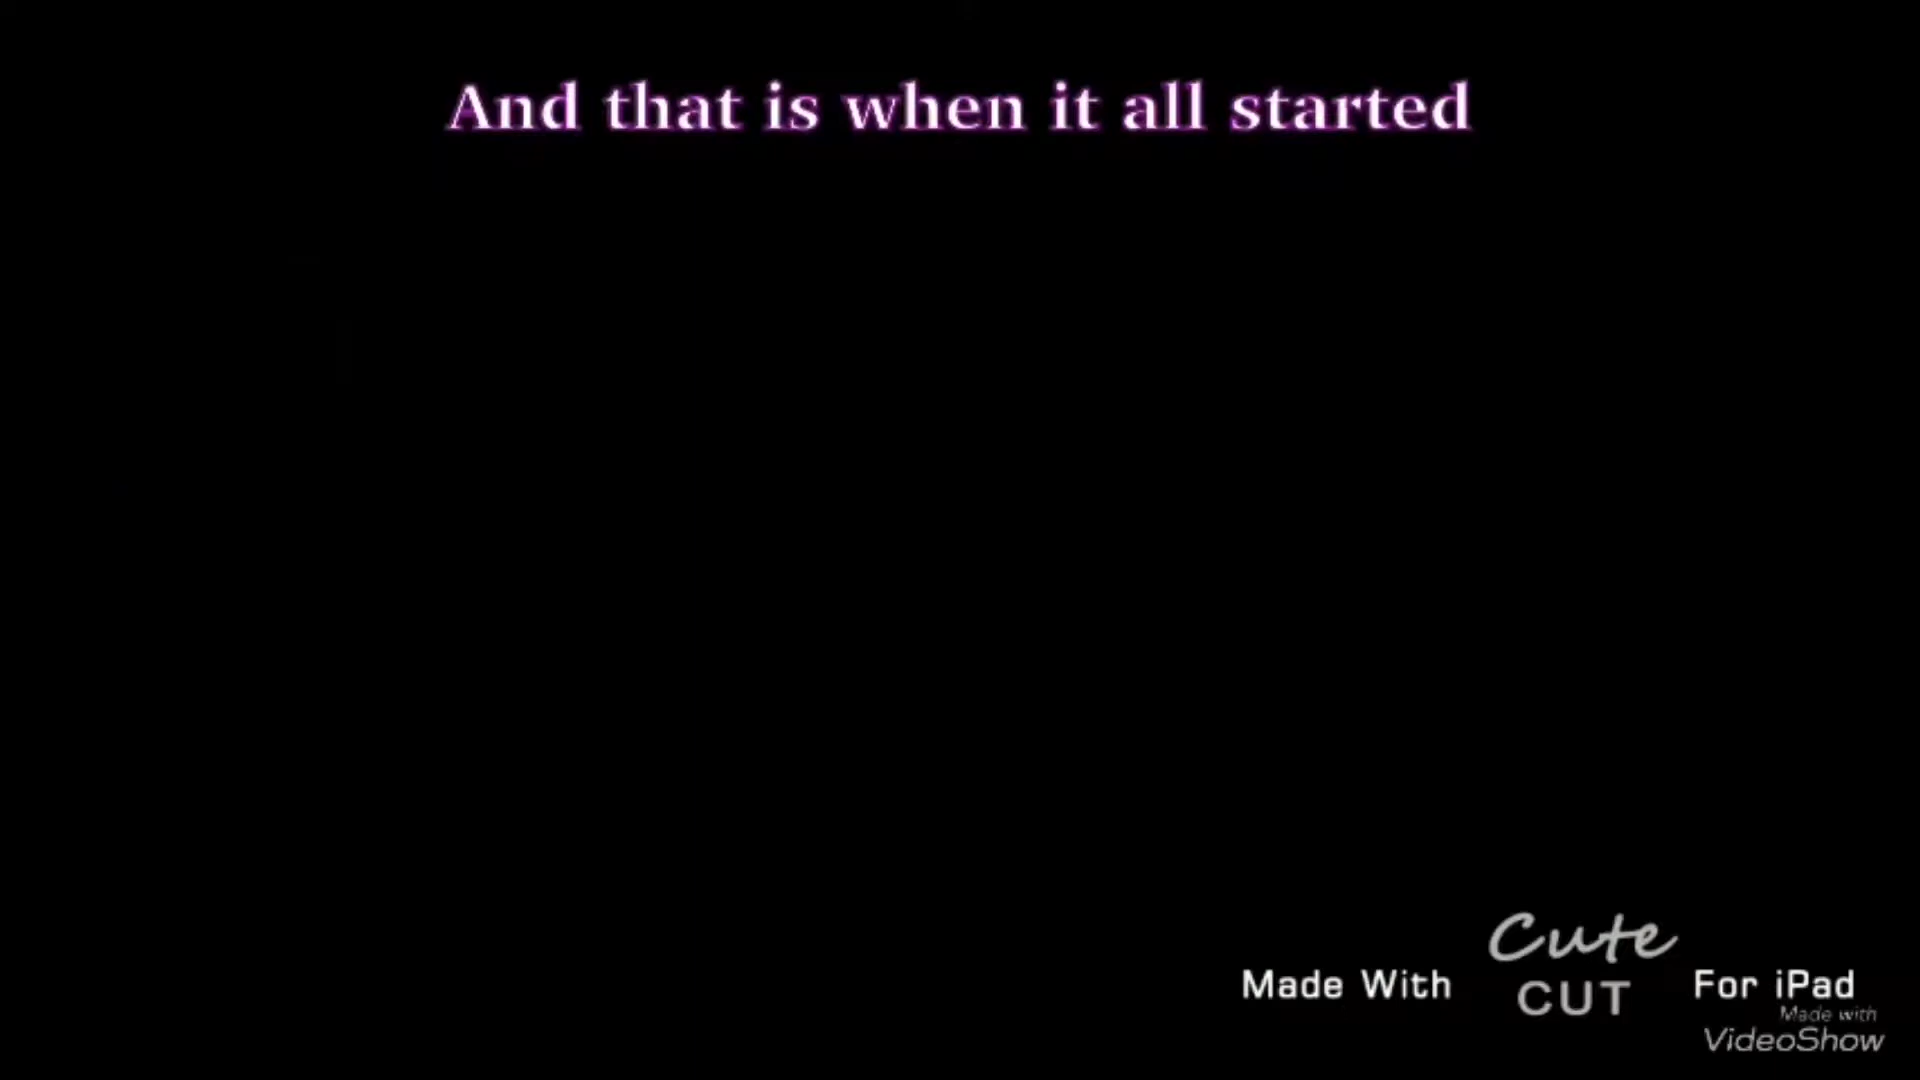 And that is when it all started
Cute
Made With CUT For iPad
Made with
VideoShow